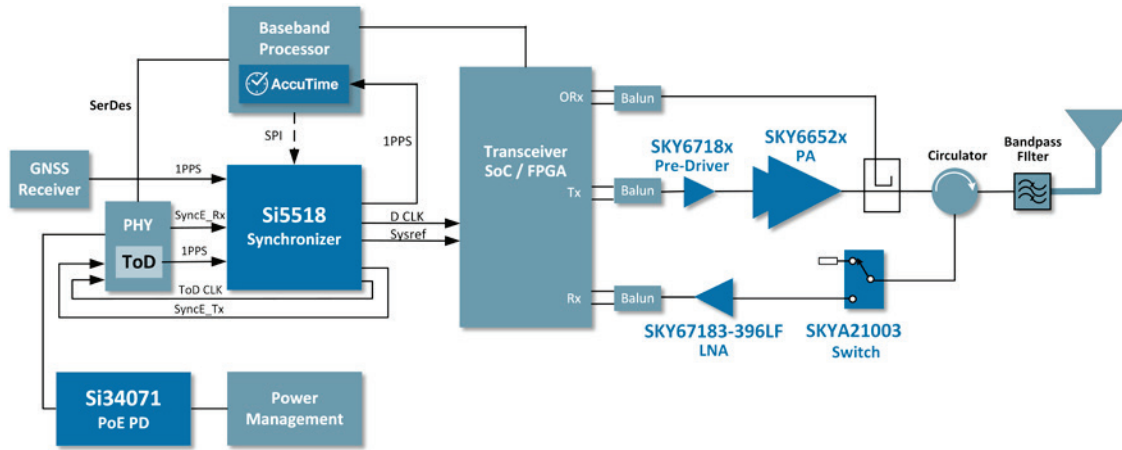 Baseband
Processor
AccuTime
SerDes
SPI
1PPS
GNSS
Receiver
1PPS
PHY
ToD
SyncE_Rx
1PPS
ToD CLK
SyncE_Tx
Si5518
Synchronizer
D CLK
Sysref
Transceiver
SoC / FPGA
ORx
Tx
Rx
Balun
Balun
Balun
SKY6718x
Pre-Driver
SKY6652x
PA
Circulator
Bandpass
FIlter
SKY67183-396LF
LNA
SKYA21003
Switch
Si34071
PoE PD
Power
Management